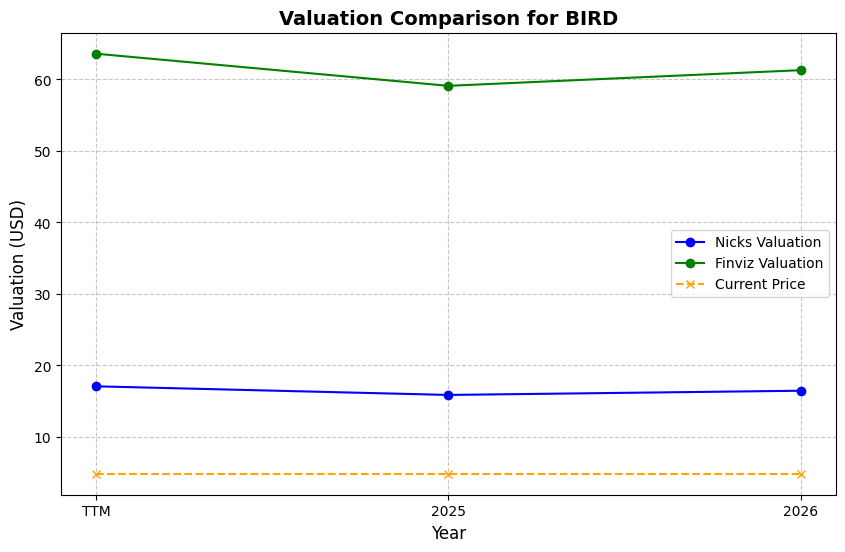 Valuation Comparison for BIRD
Valuation (USD)
60
50
40
30
20
10
Nicks Valuation
Finviz Valuation
Current Price
TTM
2025
2026
Year